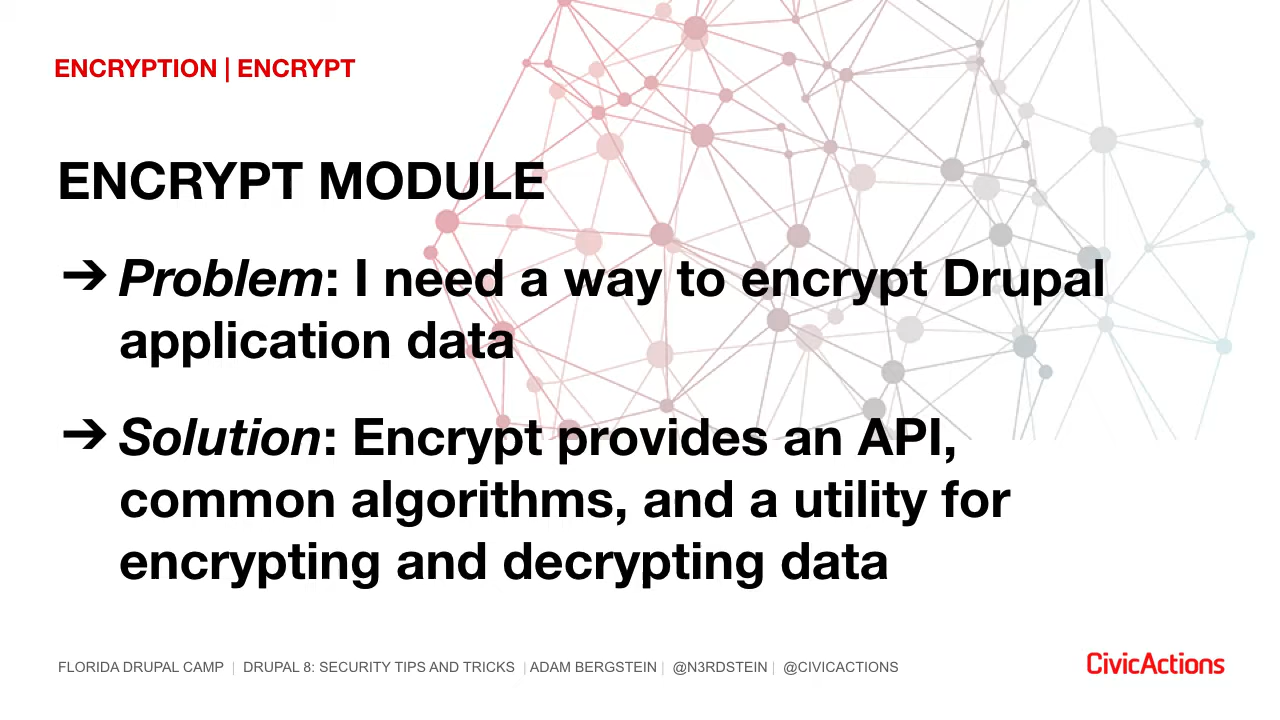 ENCRYPTION | ENCRYPT
ENCRYPT MODULE
➔ Problem: I need a way to encrypt Drupal
application data
➔ Solution: Encrypt provides an API,
common algorithms, and a utility for
encrypting and decrypting data
FLORIDA DRUPAL CAMP | DRUPAL 8: SECURITY TIPS AND TRICKS | ADAM BERGSTEIN | @N3RDSTEIN | @CIVICACTIONS
CivicActions